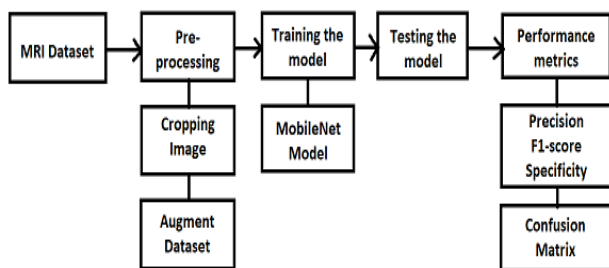 MRI Dataset
Pre-
processing
Training the
model
Testing the
model
Performance
metrics
Cropping
Image
MobileNet
Model
Precision
F1-score
Specificity
Augment
Dataset
Confusion
Matrix